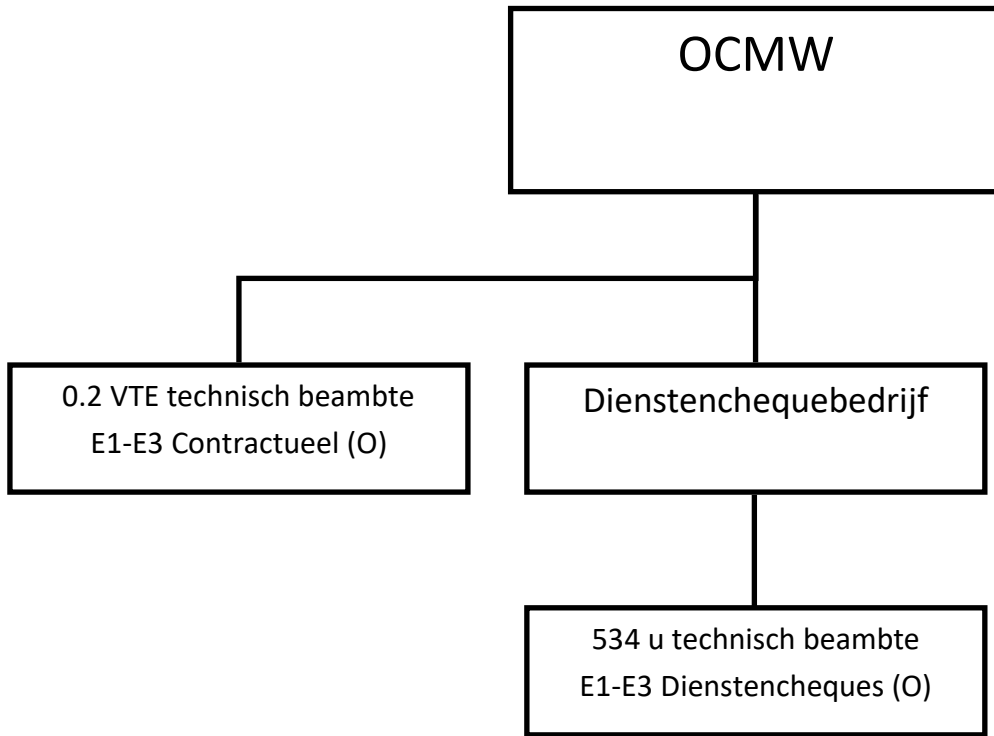 OCMW
0.2 VTE technisch beambte
E1-E3 Contractueel (O)
Dienstenchequebedrijf
534 u technisch beambte
E1-E3 Dienstencheques (O)